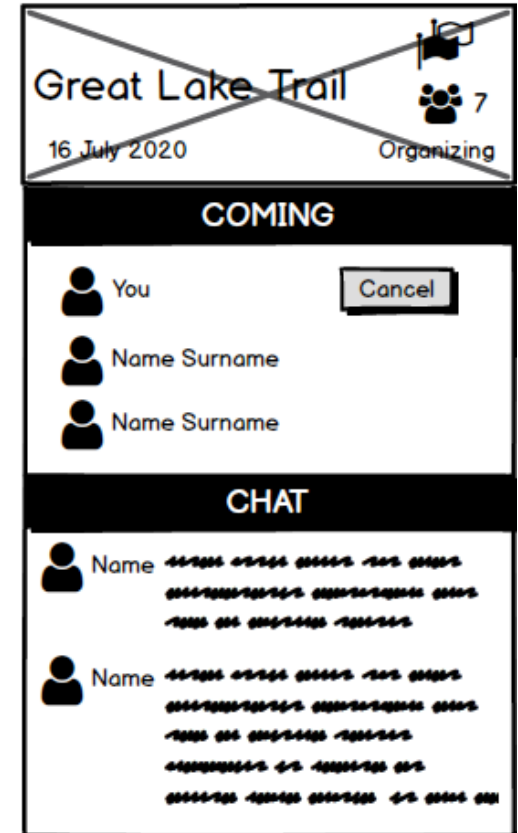 Great Lake Trail
7
16 July 2020
Organizing
COMING
You
Cancel
Name Surname
Name Surname
CHAT
Name
Name